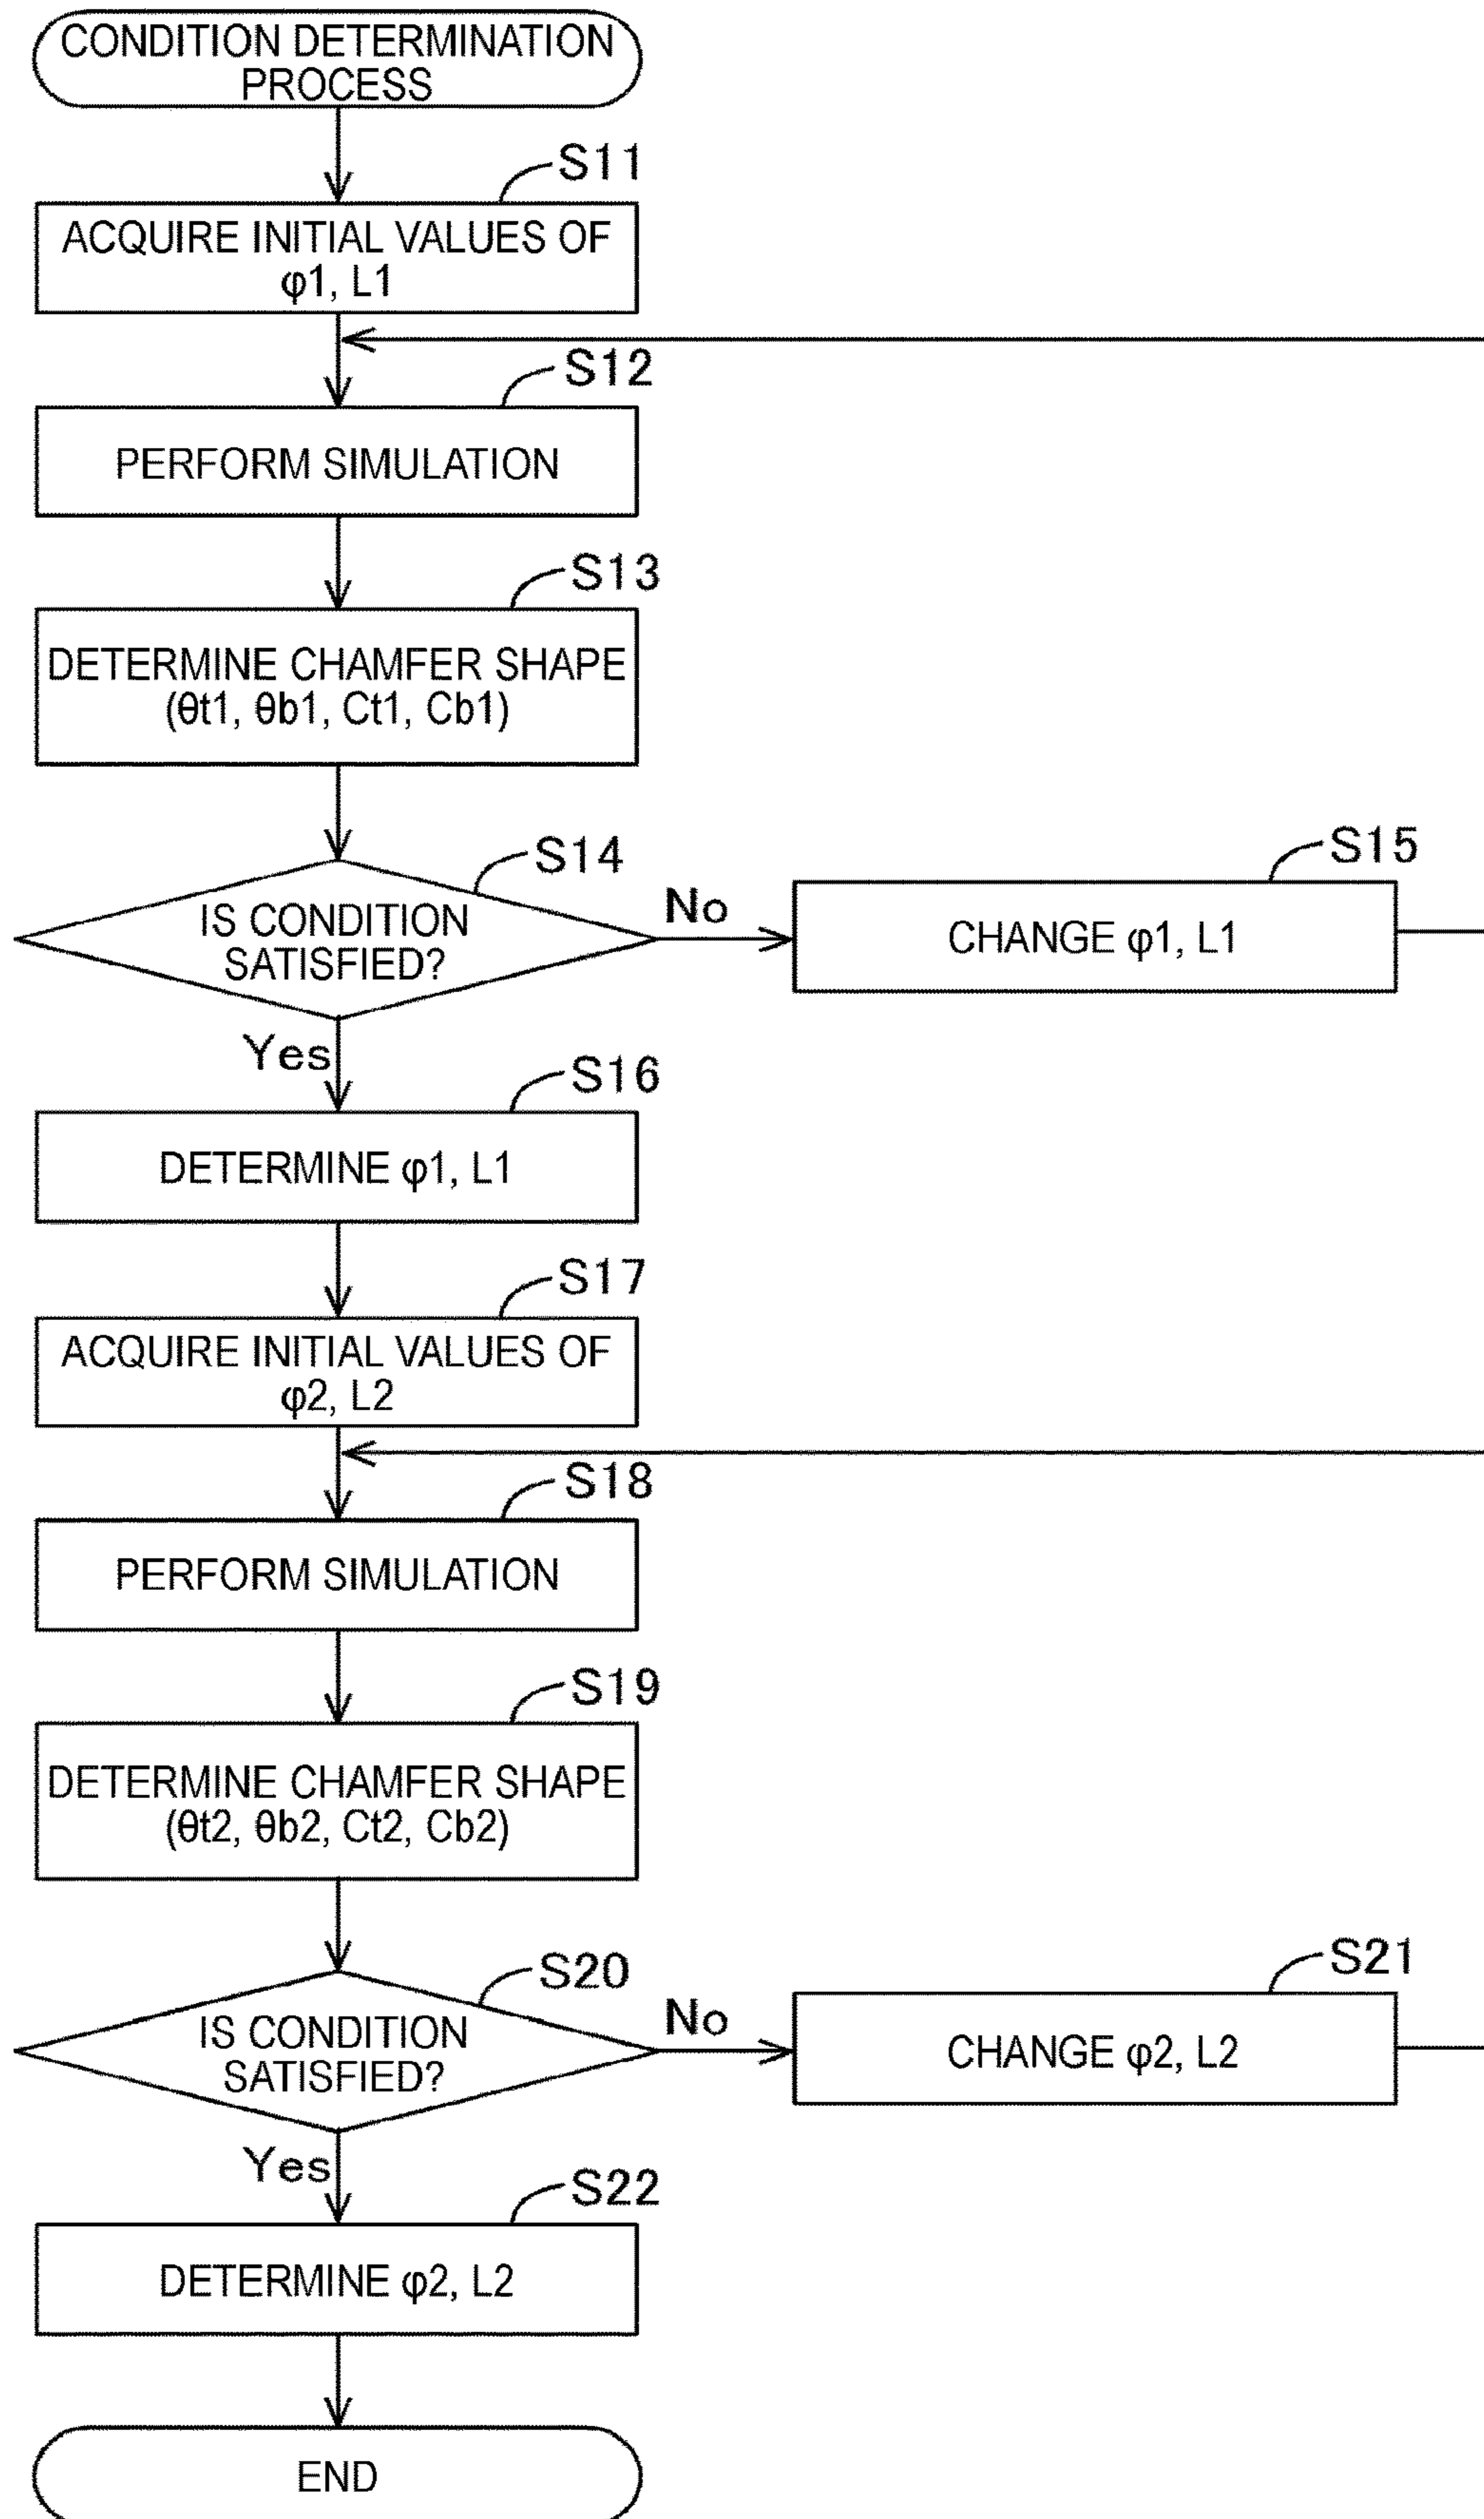 CONDITION DETERMINATION
PROCESS
S11
ACQUIRE INITIAL VALUES OF
φ1, L1
S12
PERFORM SIMULATION
S13
DETERMINE CHAMFER SHAPE
(θt1, θb1, Ct1, Cb1)
S14
IS CONDITION
SATISFIED?
No
S15
CHANGE φ1, L1
Yes
S16
DETERMINE φ1, L1
S17
ACQUIRE INITIAL VALUES OF
φ2, L2
S18
PERFORM SIMULATION
S19
DETERMINE CHAMFER SHAPE
(θt2, θb2, Ct2, Cb2)
S20
IS CONDITION
SATISFIED?
No
S21
CHANGE φ2, L2
Yes
S22
DETERMINE φ2, L2
END